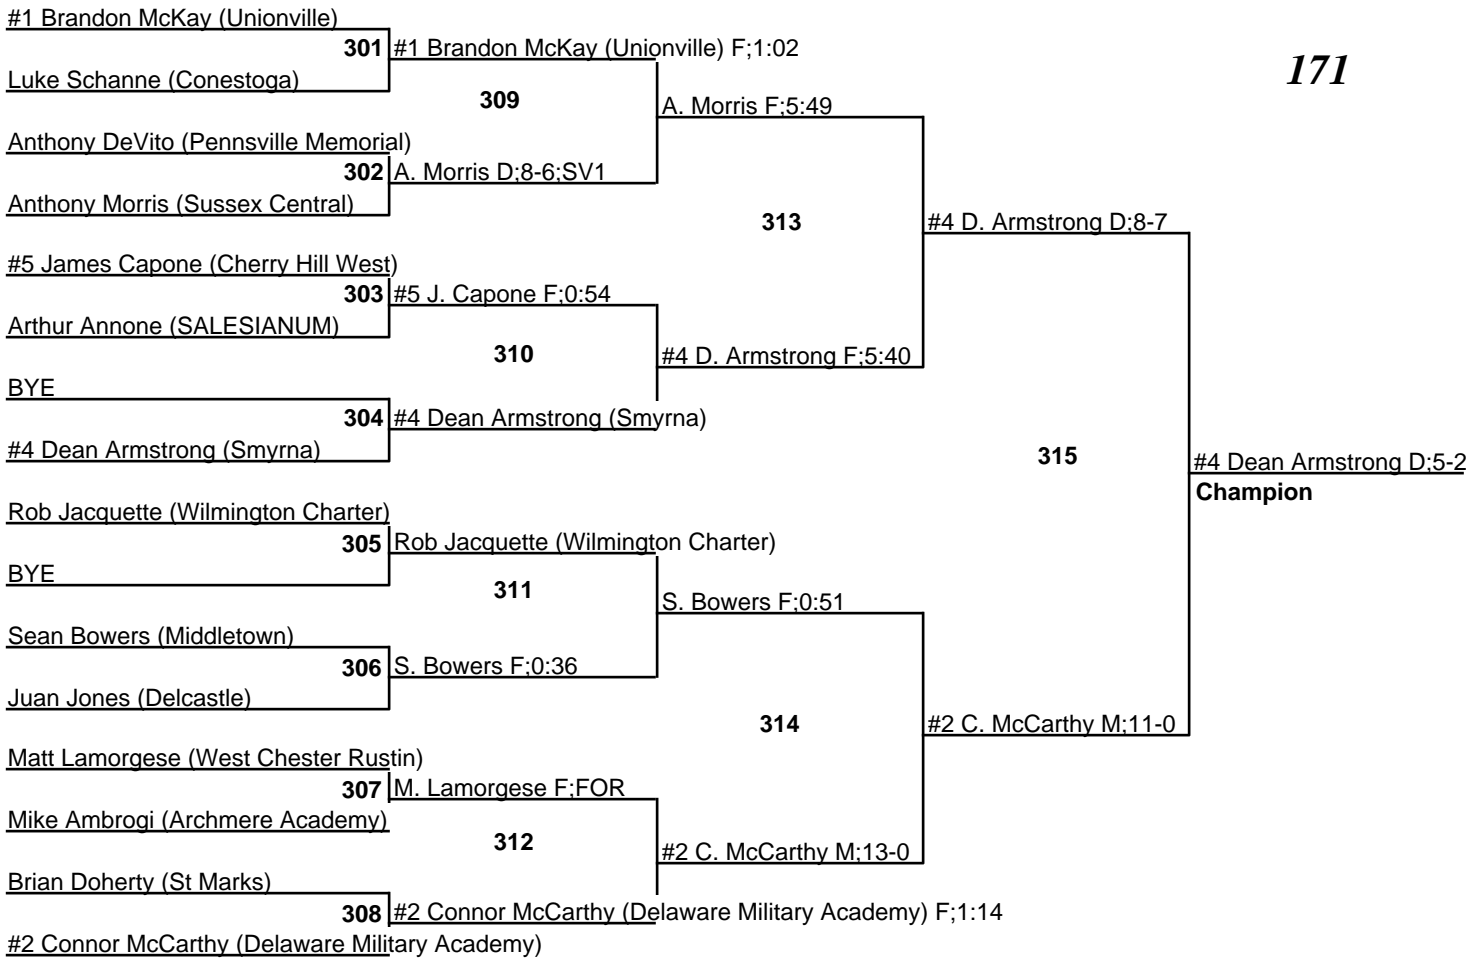 #1 Brandon McKay (Unionville)
301 #1 Brandon McKay (Unionville) F;1:02
171
Luke Schanne (Conestoga)
309
A. Morris F;5:49
Anthony DeVito (Pennsville Memorial)
302 A. Morris D;8-6;SV1
Anthony Morris (Sussex Central)
313
#4 D. Armstrong D;8-7
#5 James Capone (Cherry Hill West)
303 #5 J. Capone F;0:54
Arthur Annone (SALESIANUM)
310
#4 D. Armstrong F;5:40
BYE
304 #4 Dean Armstrong (Smyrna)
#4 Dean Armstrong (Smyrna)
315
#4 Dean Armstrong D;5-2
Champion
Rob Jacquette (Wilmington Charter)
305 Rob Jacquette (Wilmington Charter)
BYE
311
S. Bowers F;0:51
Sean Bowers (Middletown)
306 S. Bowers F;0:36
Juan Jones (Delcastle)
314
#2 C. McCarthy M;11-0
Matt Lamorgese (West Chester Rustin)
307 M. Lamorgese F;FOR
Mike Ambrogi (Archmere Academy)
312
#2 C. McCarthy M;13-0
Brian Doherty (St Marks)
308 #2 Connor McCarthy (Delaware Military Academy) F;1:14
#2 Connor McCarthy (Delaware Military Academy)